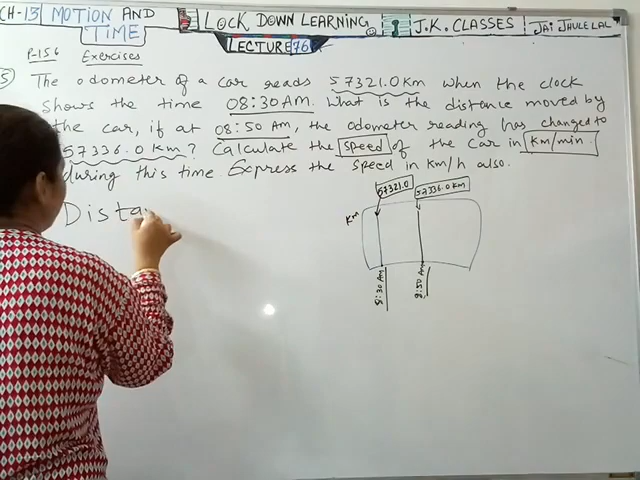 CH-13 MOTION AND TIME
LOCK DOWN LEARNING
J.K. CLASSES
JAI JHULELAL
LECTURE 76
P-156 Exercises
The odometer of a car reads 57321.0 Km when the clock
shows the time 08:30 AM. What is the distance moved by
the car, if at 08:50 AM, the odometer reading has changed to
57336.0 Km? Calculate the speed of the car in km/min.
during this time Express the speed in km/h also.
Dista
57321.0
57336.0 Km
Km
8:30 Am
8:50 Am